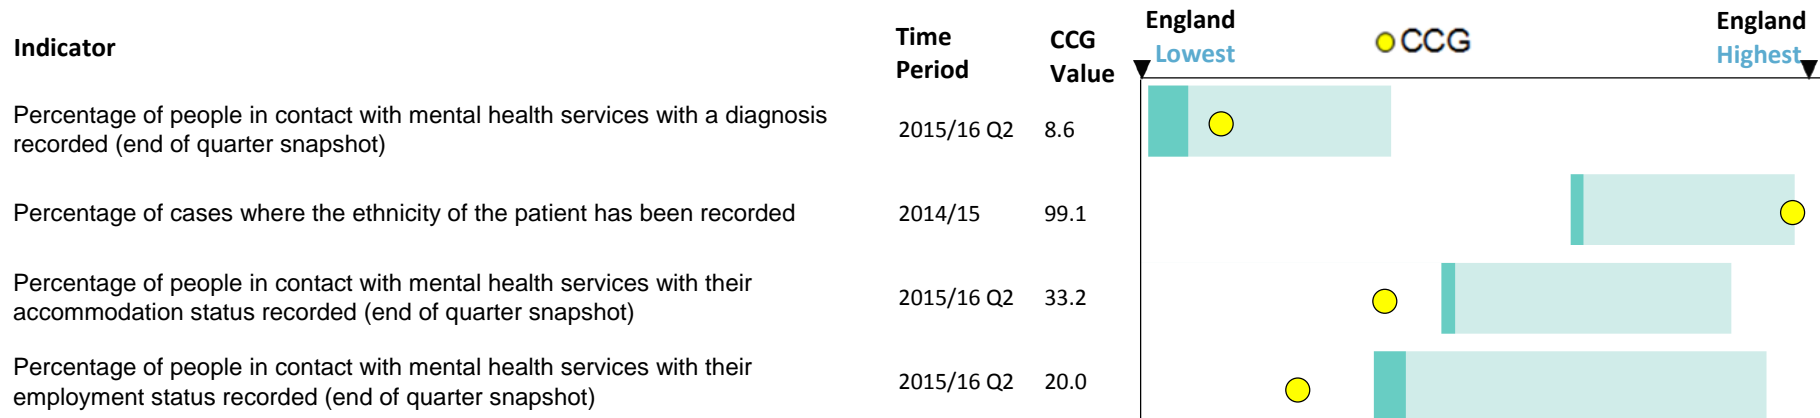 Indicator
Time Period
CCG Value
England Lowest
CCG
England Highest
Percentage of people in contact with mental health services with a diagnosis
recorded (end of quarter snapshot)
2015/16 Q2
8.6
Percentage of cases where the ethnicity of the patient has been recorded
2014/15
99.1
Percentage of people in contact with mental health services with their
accommodation status recorded (end of quarter snapshot)
2015/16 Q2
33.2
Percentage of people in contact with mental health services with their
employment status recorded (end of quarter snapshot)
2015/16 Q2
20.0